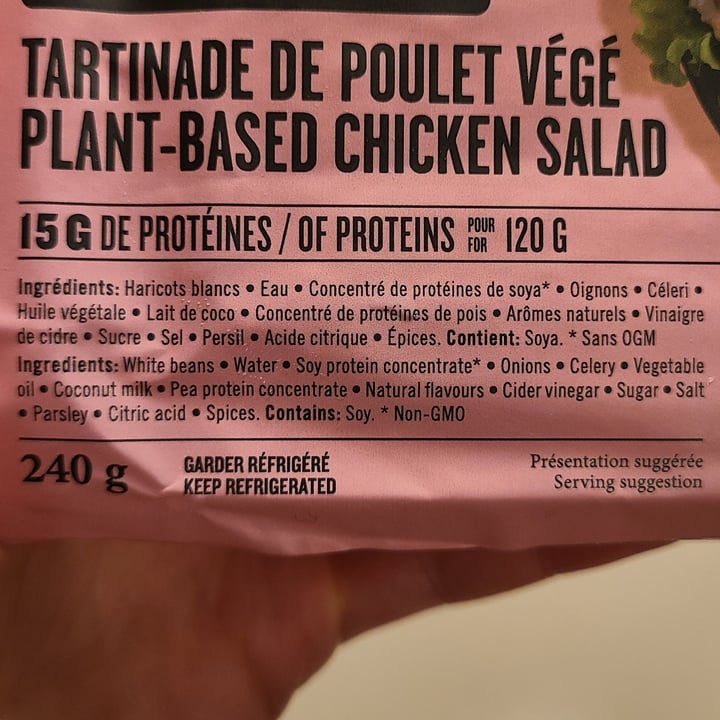 TARTINADE DE POULET VÉGÉ
PLANT-BASED CHICKEN SALAD
15 G DE PROTÉINES / OF PROTEINS POUR FOR 120 G
Ingrédients: Haricots blancs • Eau • Concentré de protéines de soya* • Oignons • Céleri •
Huile végétale • Lait de coco • Concentré de protéines de pois • Arômes naturels • Vinaigre
de cidre • Sucre • Sel • Persil • Acide citrique • Épices. Contient: Soya. * Sans OGM
Ingredients: White beans • Water • Soy protein concentrate* • Onions • Celery • Vegetable
oil • Coconut milk • Pea protein concentrate • Natural flavours • Cider vinegar • Sugar • Salt
• Parsley • Citric acid • Spices. Contains: Soy. * Non-GMO
240 g
GARDER RÉFRIGÉRÉ
KEEP REFRIGERATED
Présentation suggérée
Serving suggestion